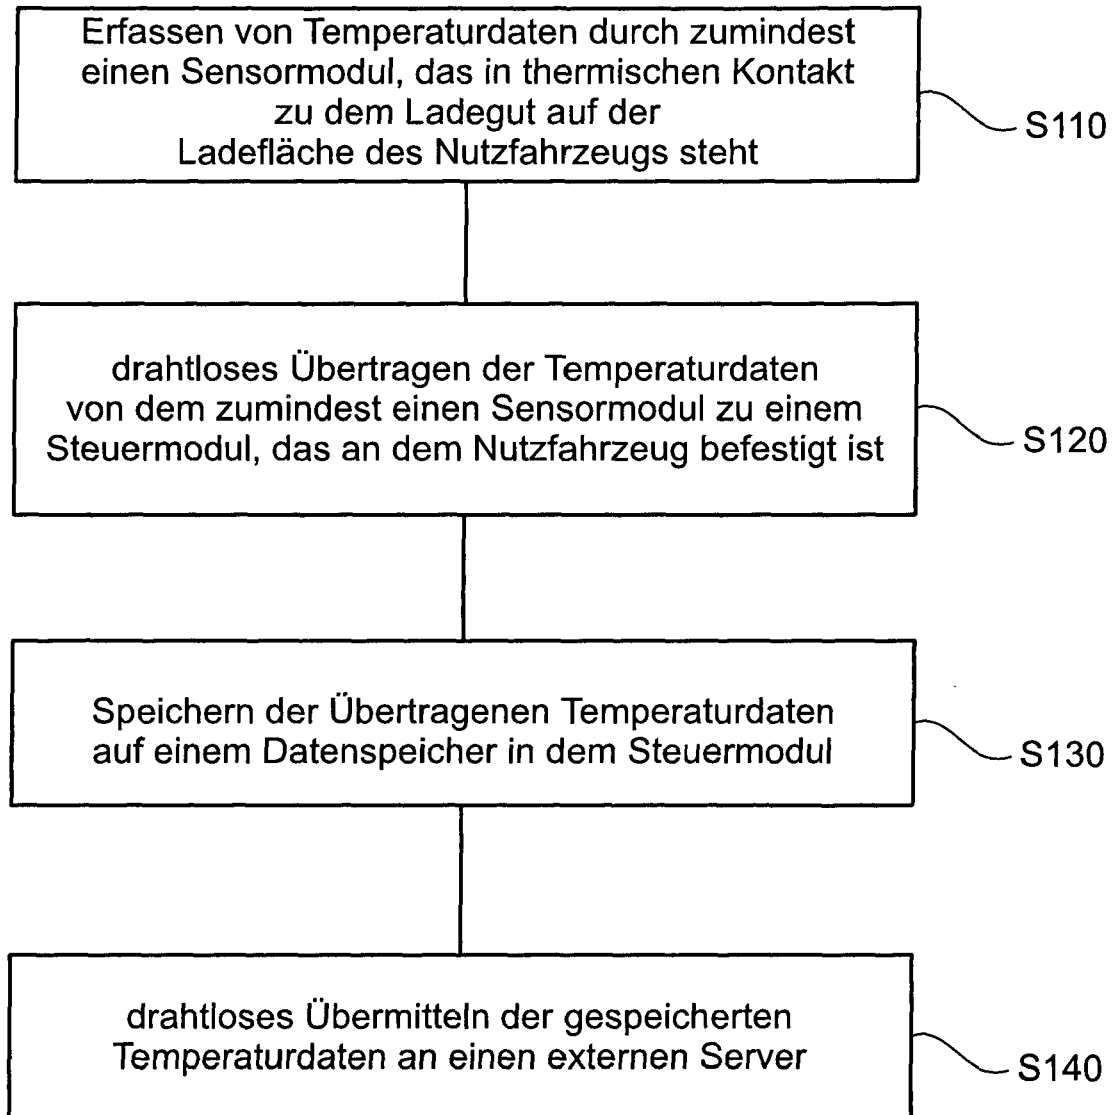 Erfassen von Temperaturdaten durch zumindest
einen Sensormodul, das in thermischen Kontakt
zu dem Ladegut auf der
Ladefläche des Nutzfahrzeugs steht
S110
drahtloses Übertragen der Temperaturdaten
von dem zumindest einen Sensormodul zu einem
Steuermodul, das an dem Nutzfahrzeug befestigt ist
S120
Speichern der Übertragenen Temperaturdaten
auf einem Datenspeicher in dem Steuermodul
S130
drahtloses Übermitteln der gespeicherten
Temperaturdaten an einen externen Server
S140